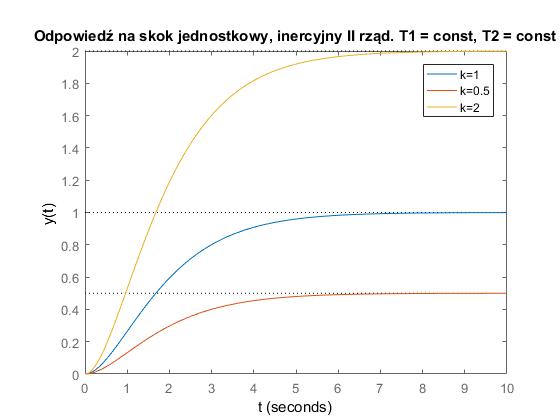 Odpowiedź na skok jednostkowy, inercyjny II rząd. T1 = const, T2 = const
2
1.8
1.6
1.4
1.2
1
0.8
0.6
0.4
0.2
0
y(t)
k=1
k=0.5
k=2
0 1 2 3 4 5 6 7 8 9 10
t (seconds)